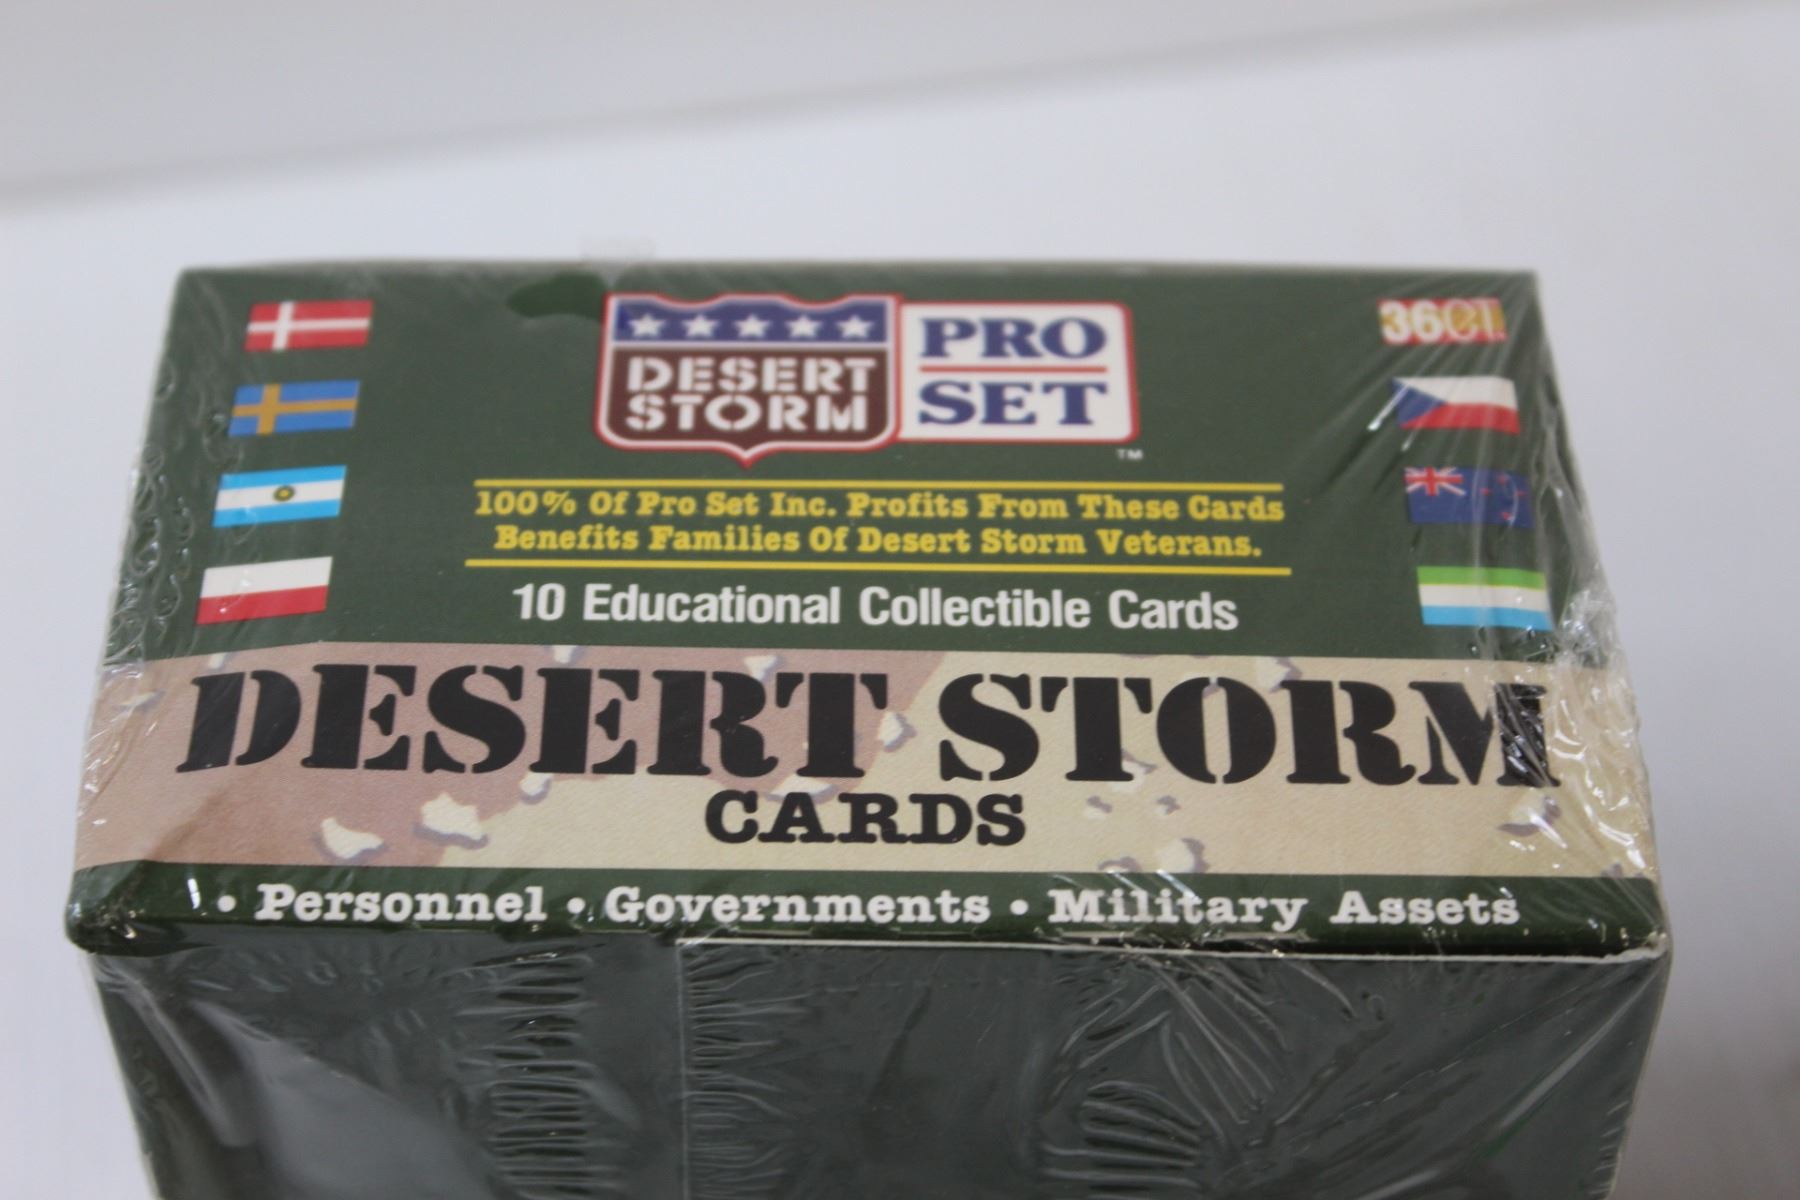 DESERT
STORM
PRO
SET
™
36CT.
100% Of Pro Set Inc. Profits From These Cards
Benefits Families Of Desert Storm Veterans.
10 Educational Collectible Cards
DESERT STORM
CARDS
• Personnel • Governments • Military Assets